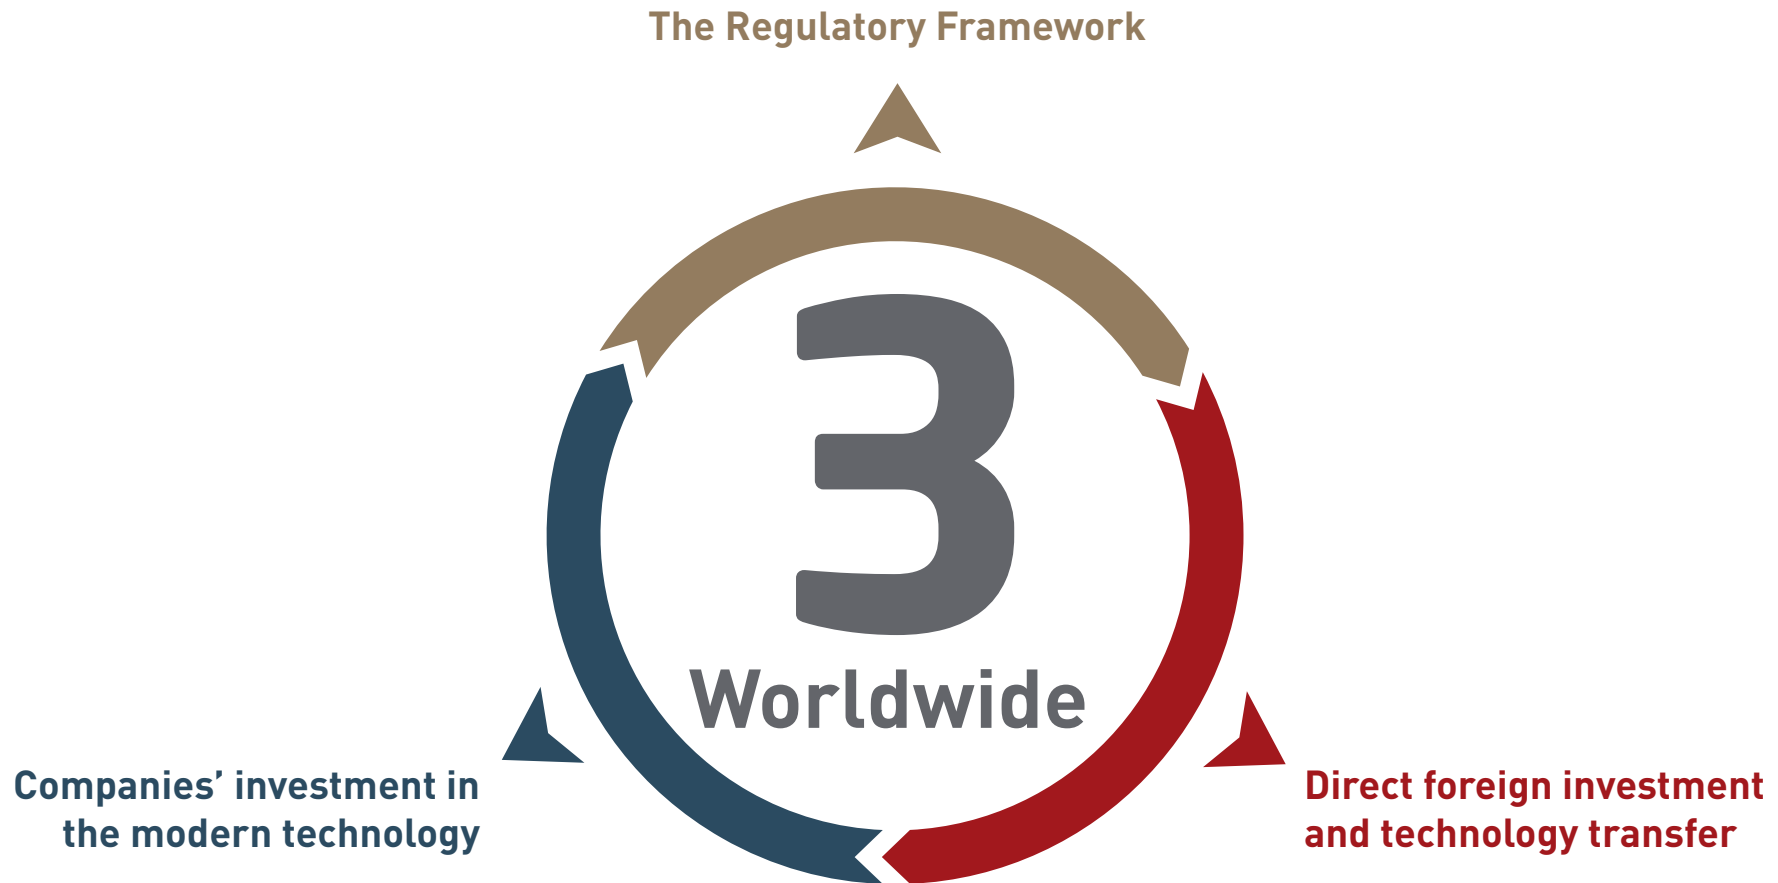 The Regulatory Framework
3
Worldwide
Companies’ investment in
the modern technology
Direct foreign investment
and technology transfer